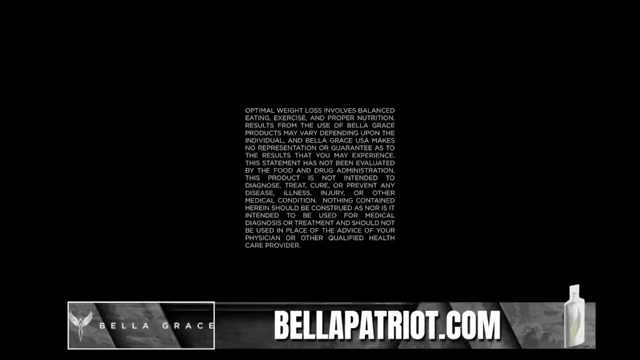 OPTIMAL WEIGHT LOSS INVOLVES BALANCED
EATING, EXERCISE, AND PROPER NUTRITION.
RESULTS FROM THE USE OF BELLA GRACE
PRODUCTS MAY VARY DEPENDING UPON THE
INDIVIDUAL, AND BELLA GRACE USA MAKES
NO REPRESENTATION OR GUARANTEE AS TO
THE RESULTS THAT YOU MAY EXPERIENCE.
THIS STATEMENT HAS NOT BEEN EVALUATED
BY THE FOOD AND DRUG ADMINISTRATION.
THIS PRODUCT IS NOT INTENDED TO
DIAGNOSE, TREAT, CURE, OR PREVENT ANY
DISEASE, ILLNESS, INJURY, OR OTHER
MEDICAL CONDITION. NOTHING CONTAINED
HEREIN SHOULD BE CONSTRUED AS NOR IS IT
INTENDED TO BE USED FOR MEDICAL
DIAGNOSIS OR TREATMENT AND SHOULD NOT
BE USED IN PLACE OF THE ADVICE OF YOUR
PHYSICIAN OR OTHER QUALIFIED HEALTH
CARE PROVIDER.
BELLA GRACE
BELLAPATRIOT.COM